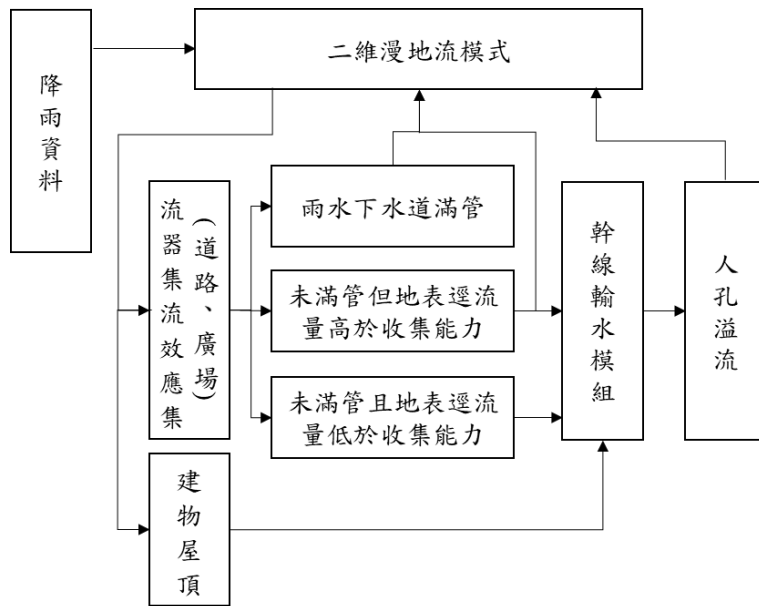 二維漫地流模式
降雨資料
雨水下水道滿管
(道路、廣場)
流器集流效應集
未滿管但地表逕流
量高於收集能力
未滿管且地表逕流
量低於收集能力
幹線輸水模組
人孔溢流
建物屋頂